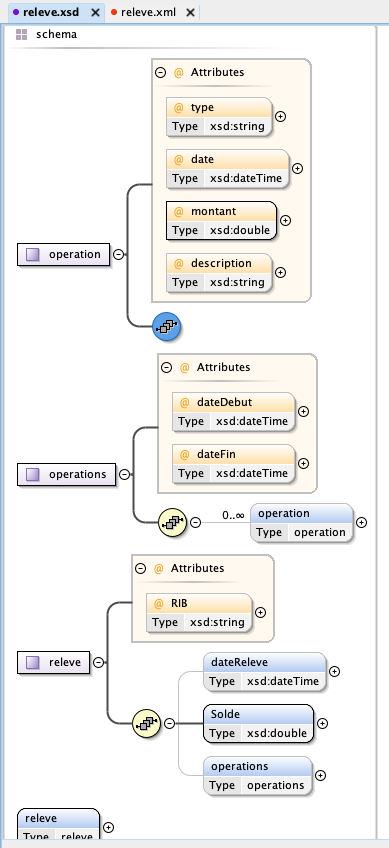 releve.xsd
releve.xml
schema
@ Attributes
@ type
Type xsd:string
@ date
Type xsd:dateTime
@ montant
Type xsd:double
@ description
Type xsd:string
operation
@ Attributes
@ dateDebut
Type xsd:dateTime
@ dateFin
Type xsd:dateTime
operations
0..∞
operation
Type operation
@ Attributes
@ RIB
Type xsd:string
releve
dateReleve
Type xsd:dateTime
Solde
Type xsd:double
operations
Type operations
releve
Type releve